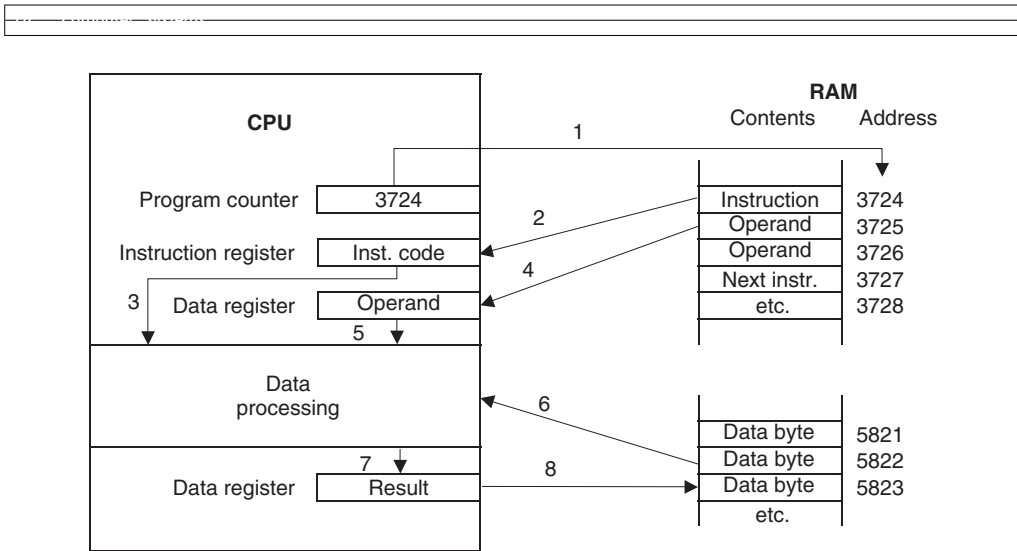 RAM
CPU
Contents Address
1
Program counter 3724
Instruction 3724
2
Operand 3725
Instruction register Inst. code
Operand 3726
4
Next instr. 3727
3
Data register Operand
etc. 3728
5
Data
processing
6
Data byte 5821
Data byte 5822
7
8
Data register Result
Data byte 5823
etc.